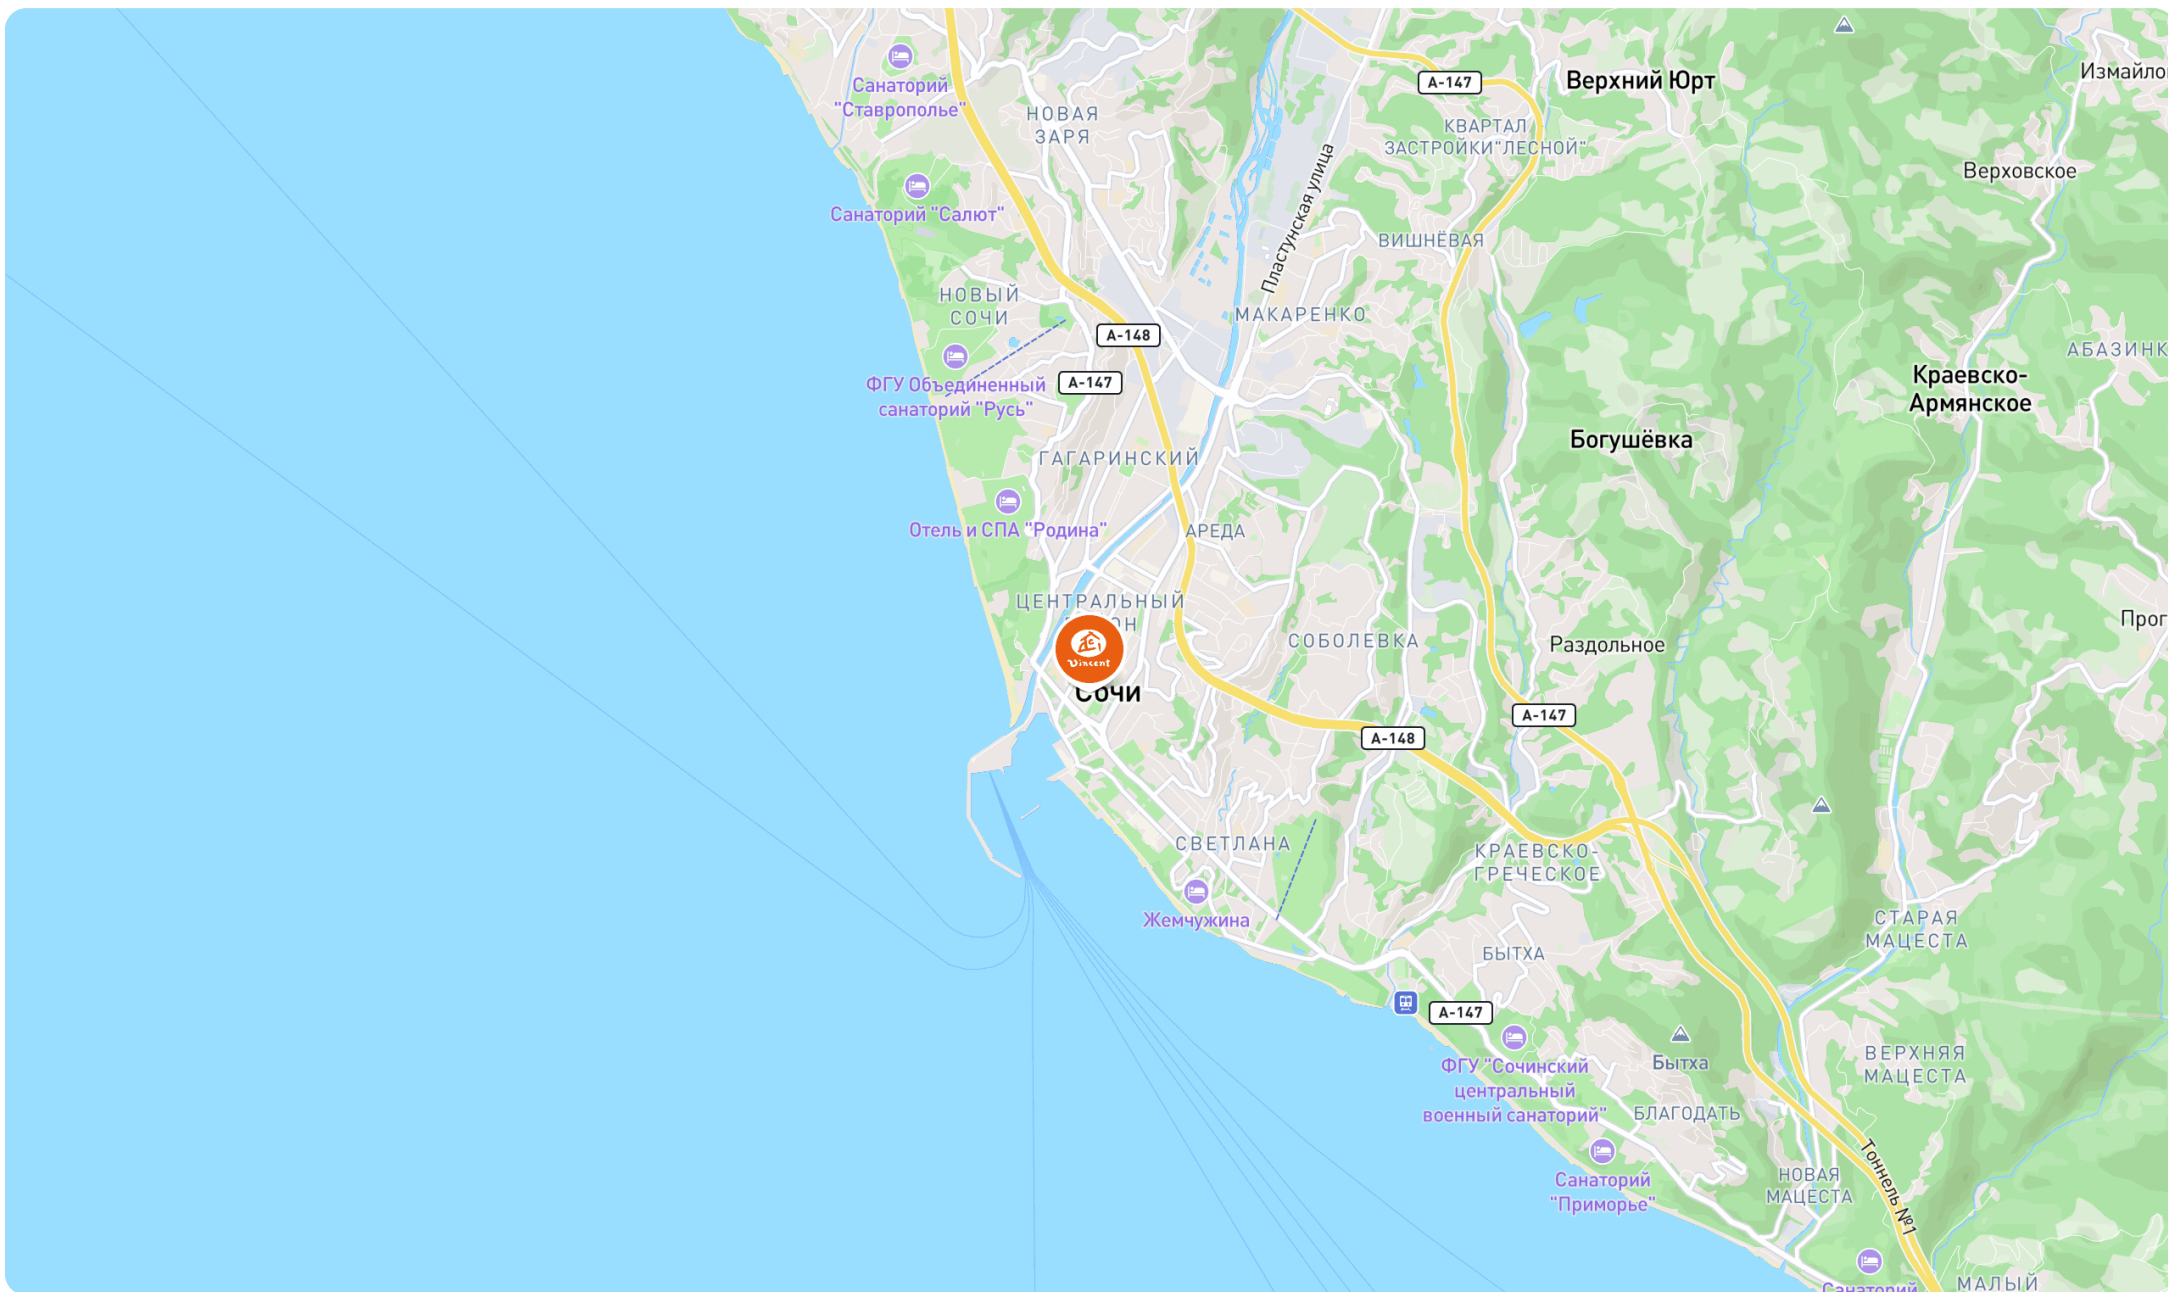 Санаторий
"Ставрополье"
НОВАЯ
ЗАРЯ
А-147
Верхний Юрт
Измайло
КВАРТАЛ
ЗАСТРОЙКИ"ЛЕСНОЙ"
Верховское
Пластунская улица
Санаторий "Салют"
ВИШНЁВАЯ
НОВЫЙ
СОЧИ
МАКАРЕНКО
А-148
АБАЗИНК
ФГУ Объединенный
санаторий "Русь"
А-147
Краевско-
Армянское
Богушёвка
ГАГАРИНСКИЙ
Отель и СПА "Родина"
АРЕДА
ЦЕНТРАЛЬНЫЙ
ОН
Прог
СОБОЛЕВКА
Раздольное
Vincent
Сочи
А-147
А-148
СВЕТЛАНА
КРАЕВСКО-
ГРЕЧЕСКОЕ
Жемчужина
СТАРАЯ
МАЦЕСТА
БЫТХА
А-147
ФГУ "Сочинский
центральный
военный санаторий"
Бытха
ВЕРХНЯЯ
МАЦЕСТА
БЛАГОДАТЬ
Тоннель №1
Санаторий
"Приморье"
НОВАЯ
МАЦЕСТА
Санаторий
МАЛЫЙ